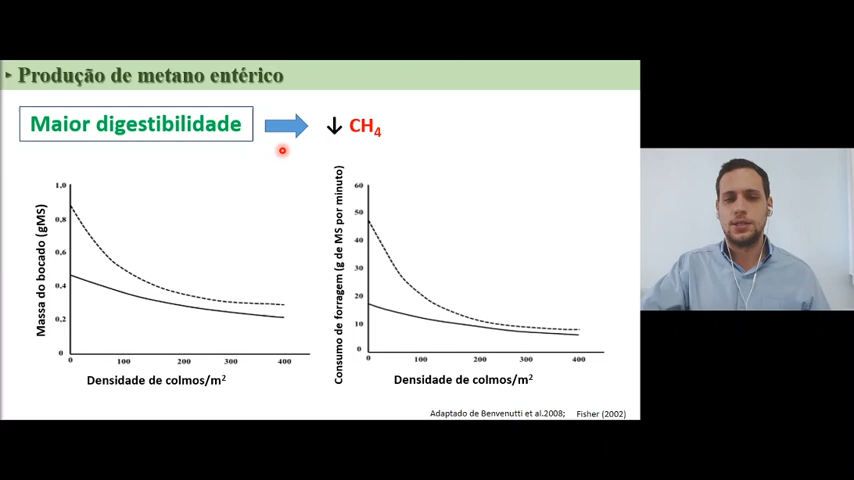 Produção de metano entérico
Maior digestibilidade
↓ CH₄
Massa do bocado (gMS)
1,0
0,8
0,6
0,4
0,2
0
0 100 200 300 400
Densidade de colmos/m²
Consumo de forragem (g de MS por minuto)
60
50
40
30
20
10
0
0 100 200 300 400
Densidade de colmos/m²
Adaptado de Benvenutti et al.2008; Fisher (2002)